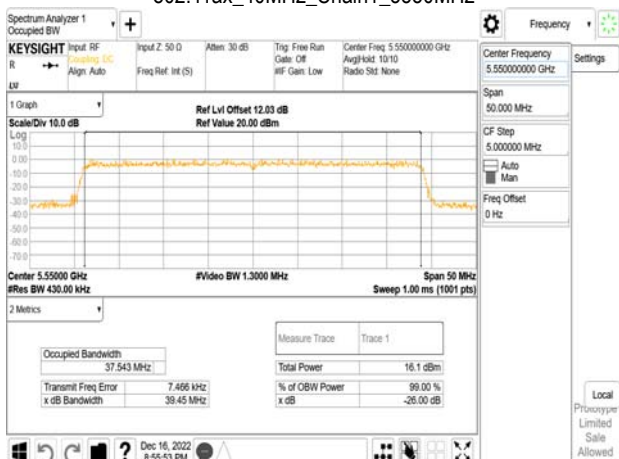 Spectrum Analyzer 1
Occupied BW
+
Frequency
KEYSIGHT
R
LV
Input: RF
Coupling: DC
Align: Auto
Input Z: 50 Ω
Freq Ref: Int (S)
Atten: 30 dB
Trig: Free Run
Gate: Off
#IF Gain: Low
Center Freq: 5.550000000 GHz
Avg|Hold: 10/10
Radio Std: None
Center Frequency
5.550000000 GHz
Settings
Span
50.000 MHz
CF Step
5.000000 MHz
Auto
Man
Freq Offset
0 Hz
1 Graph
Scale/Div 10.0 dB
Ref Lvl Offset 12.03 dB
Ref Value 20.00 dBm
Log
10.0
0.00
-10.0
-20.0
-30.0
-40.0
-50.0
-60.0
-70.0
Center 5.55000 GHz
#Video BW 1.3000 MHz
Span 50 MHz
#Res BW 430.00 kHz
Sweep 1.00 ms (1001 pts)
2 Metrics
Measure Trace Trace 1
Occupied Bandwidth
37.543 MHz
Total Power 16.1 dBm
Transmit Freq Error 7.466 kHz
% of OBW Power 99.00 %
x dB Bandwidth 39.45 MHz
x dB -26.00 dB
Local
Prototype
Limited
Sale
Allowed
?
Dec 16, 2022
8:55:53 PM